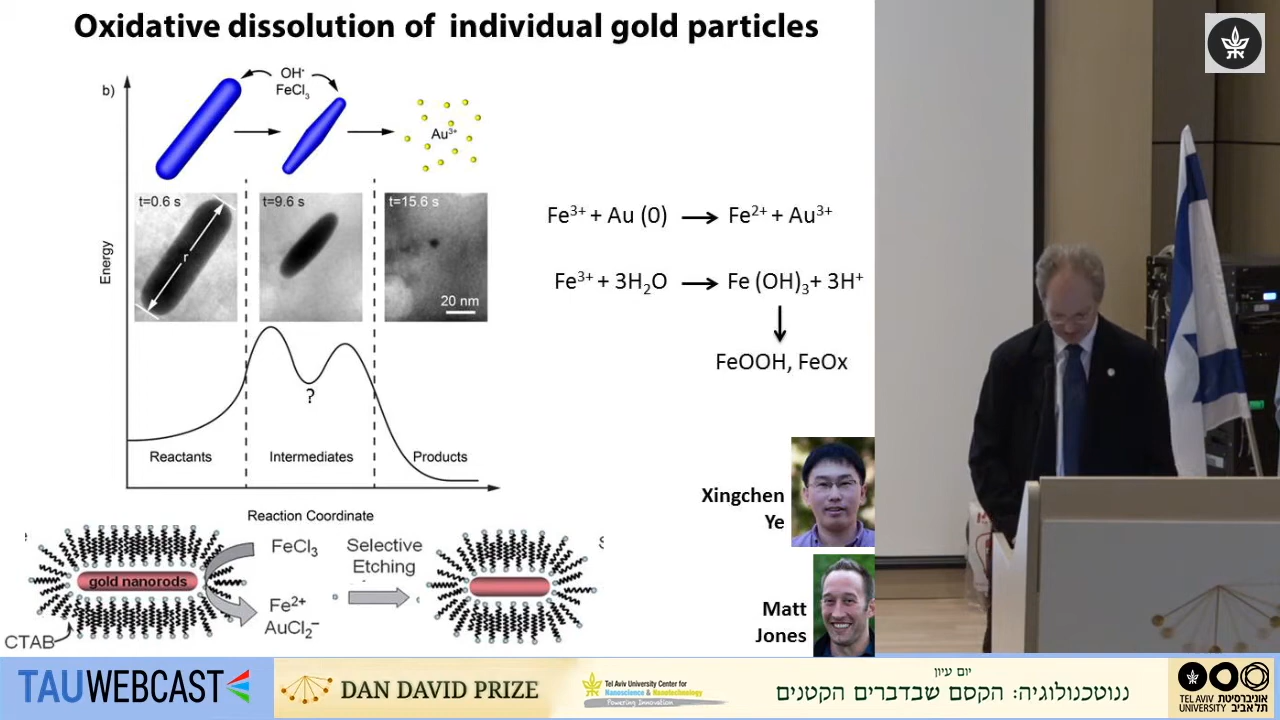 Oxidative dissolution of individual gold particles
b)
OH·
FeCl₃
Au³⁺
t=0.6 s
t=9.6 s
t=15.6 s
r
20 nm
Energy
?
Reactants
Intermediates
Products
Reaction Coordinate
Fe³⁺ + Au (0) → Fe²⁺ + Au³⁺
Fe³⁺ + 3H₂O → Fe (OH)₃+ 3H⁺
FeOOH, FeOx
Xingchen
Ye
Matt
Jones
gold nanorods
CTAB
FeCl₃
Fe²⁺
AuCl₂⁻
Selective
Etching
TAUWEBCAST
DAN DAVID PRIZE
Tel Aviv University Center for
Nanoscience & Nanotechnology
Powering Innovation
יום עיון
ננוטכנולוגיה: הקסם שבדברים הקטנים
TEL AVIV אוניברסיטת
UNIVERSITY תל אביב